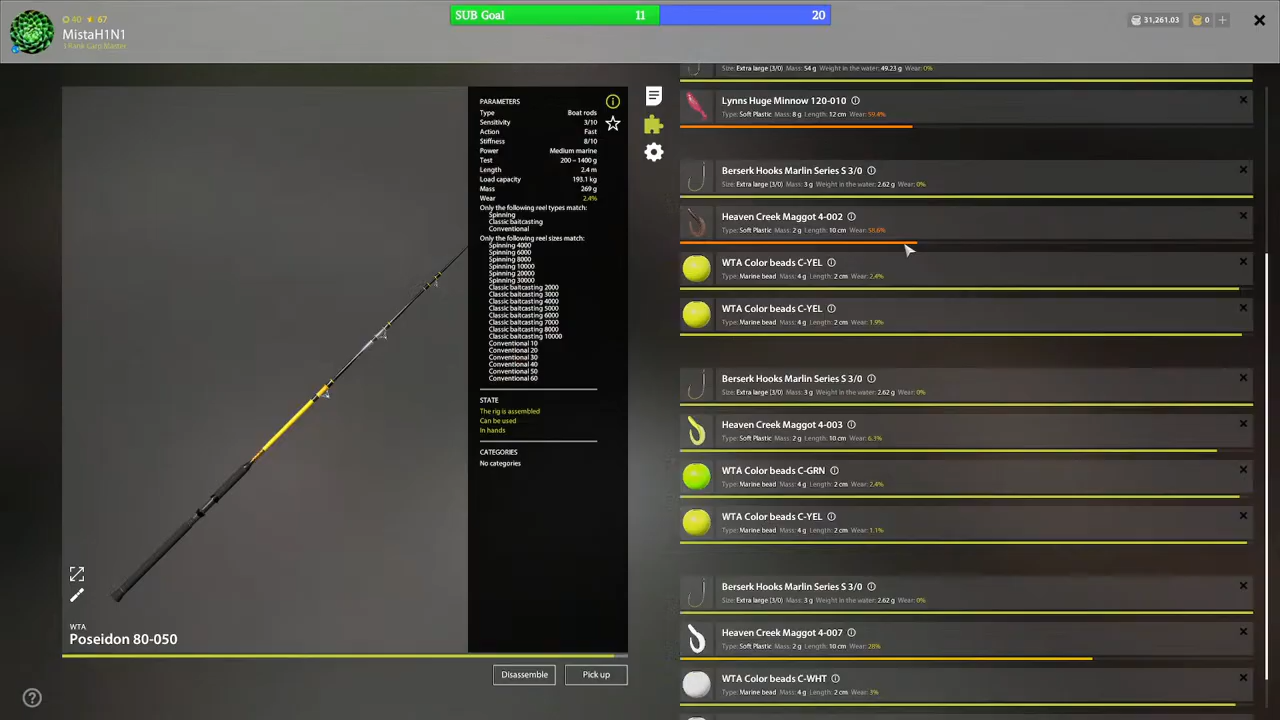 SUB Goal 11 20
40 67
MistaH1N1
31,261.03 0
PARAMETERS
Type Boat rods
Sensitivity 3/10
Action Fast
Stiffness 8/10
Power Medium marine
Test 200 – 1400 g
Length 2.4 m
Load capacity 193.1 kg
Mass 269 g
Wear 2.4%
Only the following reel types match:
Spinning
Classic baitcasting
Conventional
Only the following reel sizes match:
Spinning 4000
Spinning 6000
Spinning 8000
Spinning 10000
Spinning 20000
Spinning 30000
Classic baitcasting 2000
Classic baitcasting 3000
Classic baitcasting 4000
Classic baitcasting 5000
Classic baitcasting 6000
Classic baitcasting 7000
Classic baitcasting 8000
Classic baitcasting 10000
Conventional 10
Conventional 20
Conventional 30
Conventional 40
Conventional 50
Conventional 60
STATE
The rig is assembled
Can be used
In hands
CATEGORIES
No categories
WTA
Poseidon 80-050
Disassemble Pick up
Size: Extra large (3/0) Mass: 54 g Weight in the water: 49.23 g Wear: 0%
Lynns Huge Minnow 120-010
Type: Soft Plastic Mass: 8 g Length: 12 cm Wear: 59.4%
Berserk Hooks Marlin Series S 3/0
Size: Extra large (3/0) Mass: 3 g Weight in the water: 2.62 g Wear: 0%
Heaven Creek Maggot 4-002
Type: Soft Plastic Mass: 2 g Length: 10 cm Wear: 58.6%
WTA Color beads C-YEL
Type: Marine bead Mass: 4 g Length: 2 cm Wear: 2.4%
WTA Color beads C-YEL
Type: Marine bead Mass: 4 g Length: 2 cm Wear: 1.9%
Berserk Hooks Marlin Series S 3/0
Size: Extra large (3/0) Mass: 3 g Weight in the water: 2.62 g Wear: 0%
Heaven Creek Maggot 4-003
Type: Soft Plastic Mass: 2 g Length: 10 cm Wear: 6.3%
WTA Color beads C-GRN
Type: Marine bead Mass: 4 g Length: 2 cm Wear: 2.4%
WTA Color beads C-YEL
Type: Marine bead Mass: 4 g Length: 2 cm Wear: 1.1%
Berserk Hooks Marlin Series S 3/0
Size: Extra large (3/0) Mass: 3 g Weight in the water: 2.62 g Wear: 0%
Heaven Creek Maggot 4-007
Type: Soft Plastic Mass: 2 g Length: 10 cm Wear: 28%
WTA Color beads C-WHT
Type: Marine bead Mass: 4 g Length: 2 cm Wear: 3%